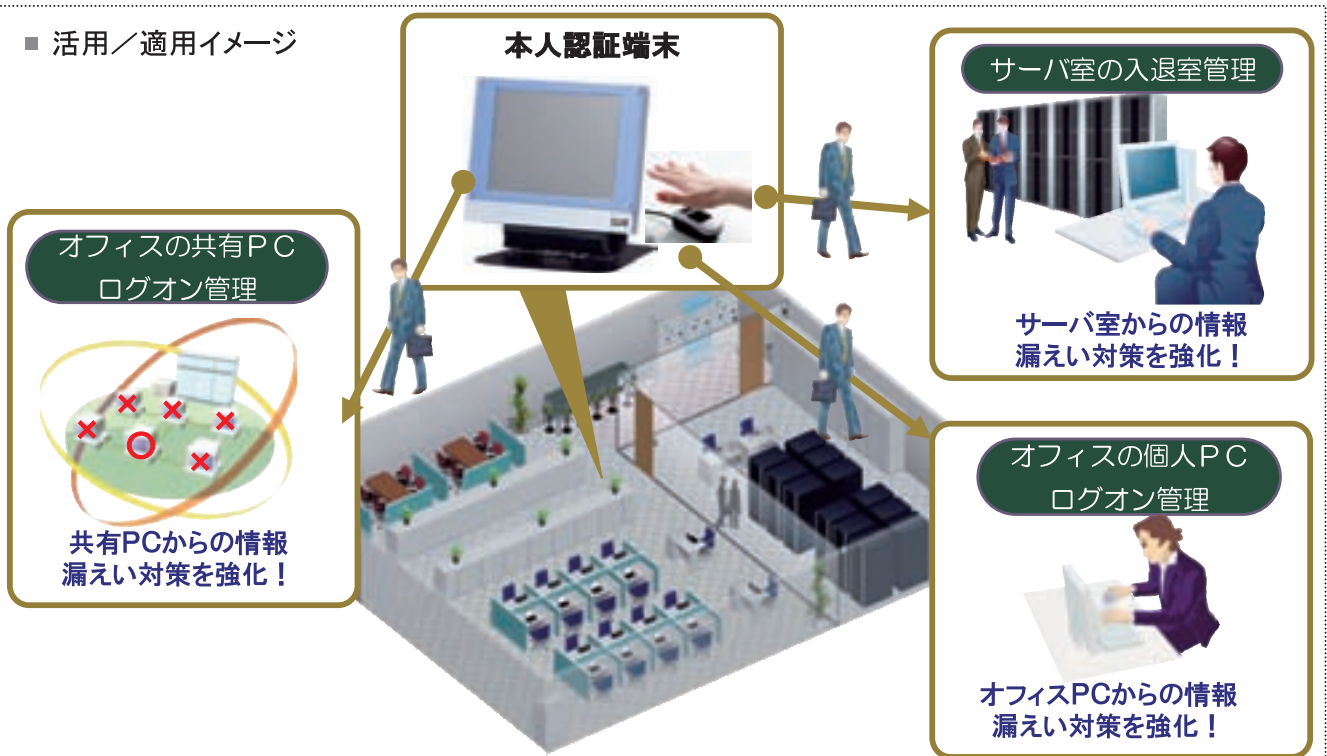 ■ 活用／適用イメージ
本人認証端末
サーバ室の入退室管理
サーバ室からの情報
漏えい対策を強化！
オフィスの共有ＰＣ
ログオン管理
共有PCからの情報
漏えい対策を強化！
オフィスの個人ＰＣ
ログオン管理
オフィスPCからの情報
漏えい対策を強化！